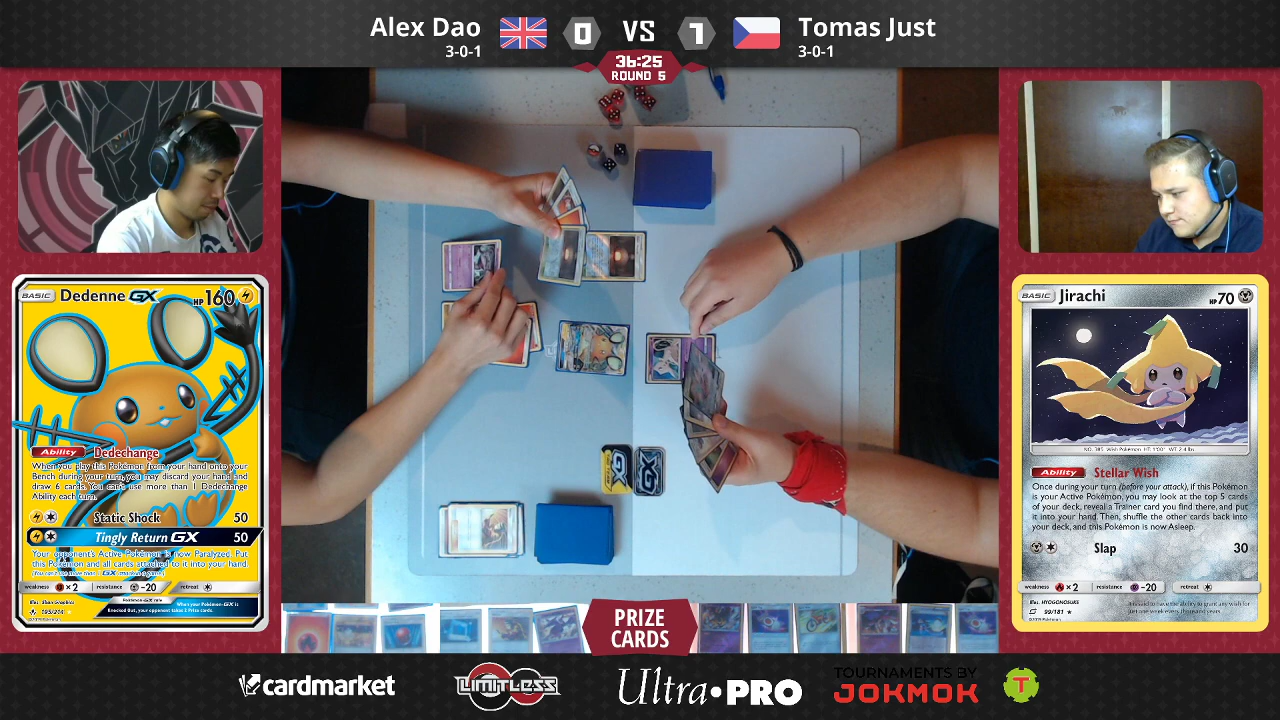 Alex Dao
3-0-1
0 VS 1
Tomas Just
3-0-1
36:25
ROUND 5
BASIC Dedenne GX HP160
Ability Dedechange
When you play this Pokémon from your hand onto your
Bench during your turn, you may discard your hand and
draw 6 cards. You can't use more than 1 Dedechange
Ability each turn.
Static Shock 50
Tingly Return GX 50
Your opponent's Active Pokémon is now Paralyzed. Put
this Pokémon and all cards attached to it into your hand.
weakness ×2 resistance -20 retreat
195/214
BASIC Jirachi HP70
Ability Stellar Wish
Once during your turn (before your attack), if this Pokémon
is your Active Pokémon, you may look at the top 5 cards
of your deck, reveal a Trainer card you find there, and
put it into your hand. Then, shuffle the other cards back into
your deck, and this Pokémon is now Asleep.
Slap 30
weakness ×2 resistance -20 retreat
99/181
GX
GX
PRIZE
CARDS
cardmarket
LIMITLESS
Ultra•PRO
TOURNAMENTS BY
JOKMOK
T